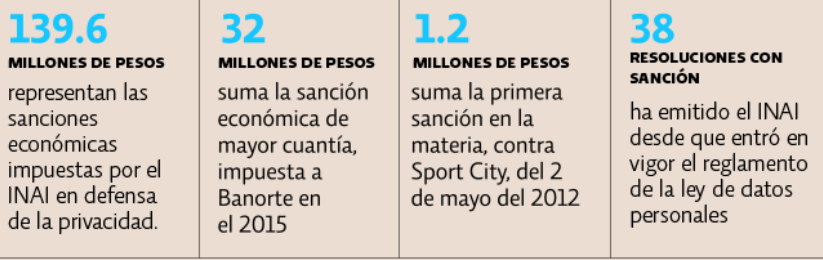 139.6
MILLONES DE PESOS
representan las
sanciones
económicas
impuestas por el
INAI en defensa
de la privacidad.
32
MILLONES DE PESOS
suma la sanción
económica de
mayor cuantía,
impuesta a
Banorte en
el 2015
1.2
MILLONES DE PESOS
suma la primera
sanción en la
materia, contra
Sport City, del 2
de mayo del 2012
38
RESOLUCIONES CON
SANCIÓN
ha emitido el INAI
desde que entró en
vigor el reglamento
de la ley de datos
personales